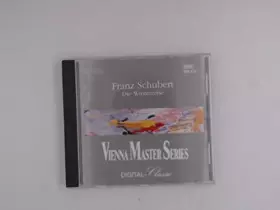 Franz Schubert
Die Winterreise
VIENNA MASTER SERIES
DIGITAL Classic